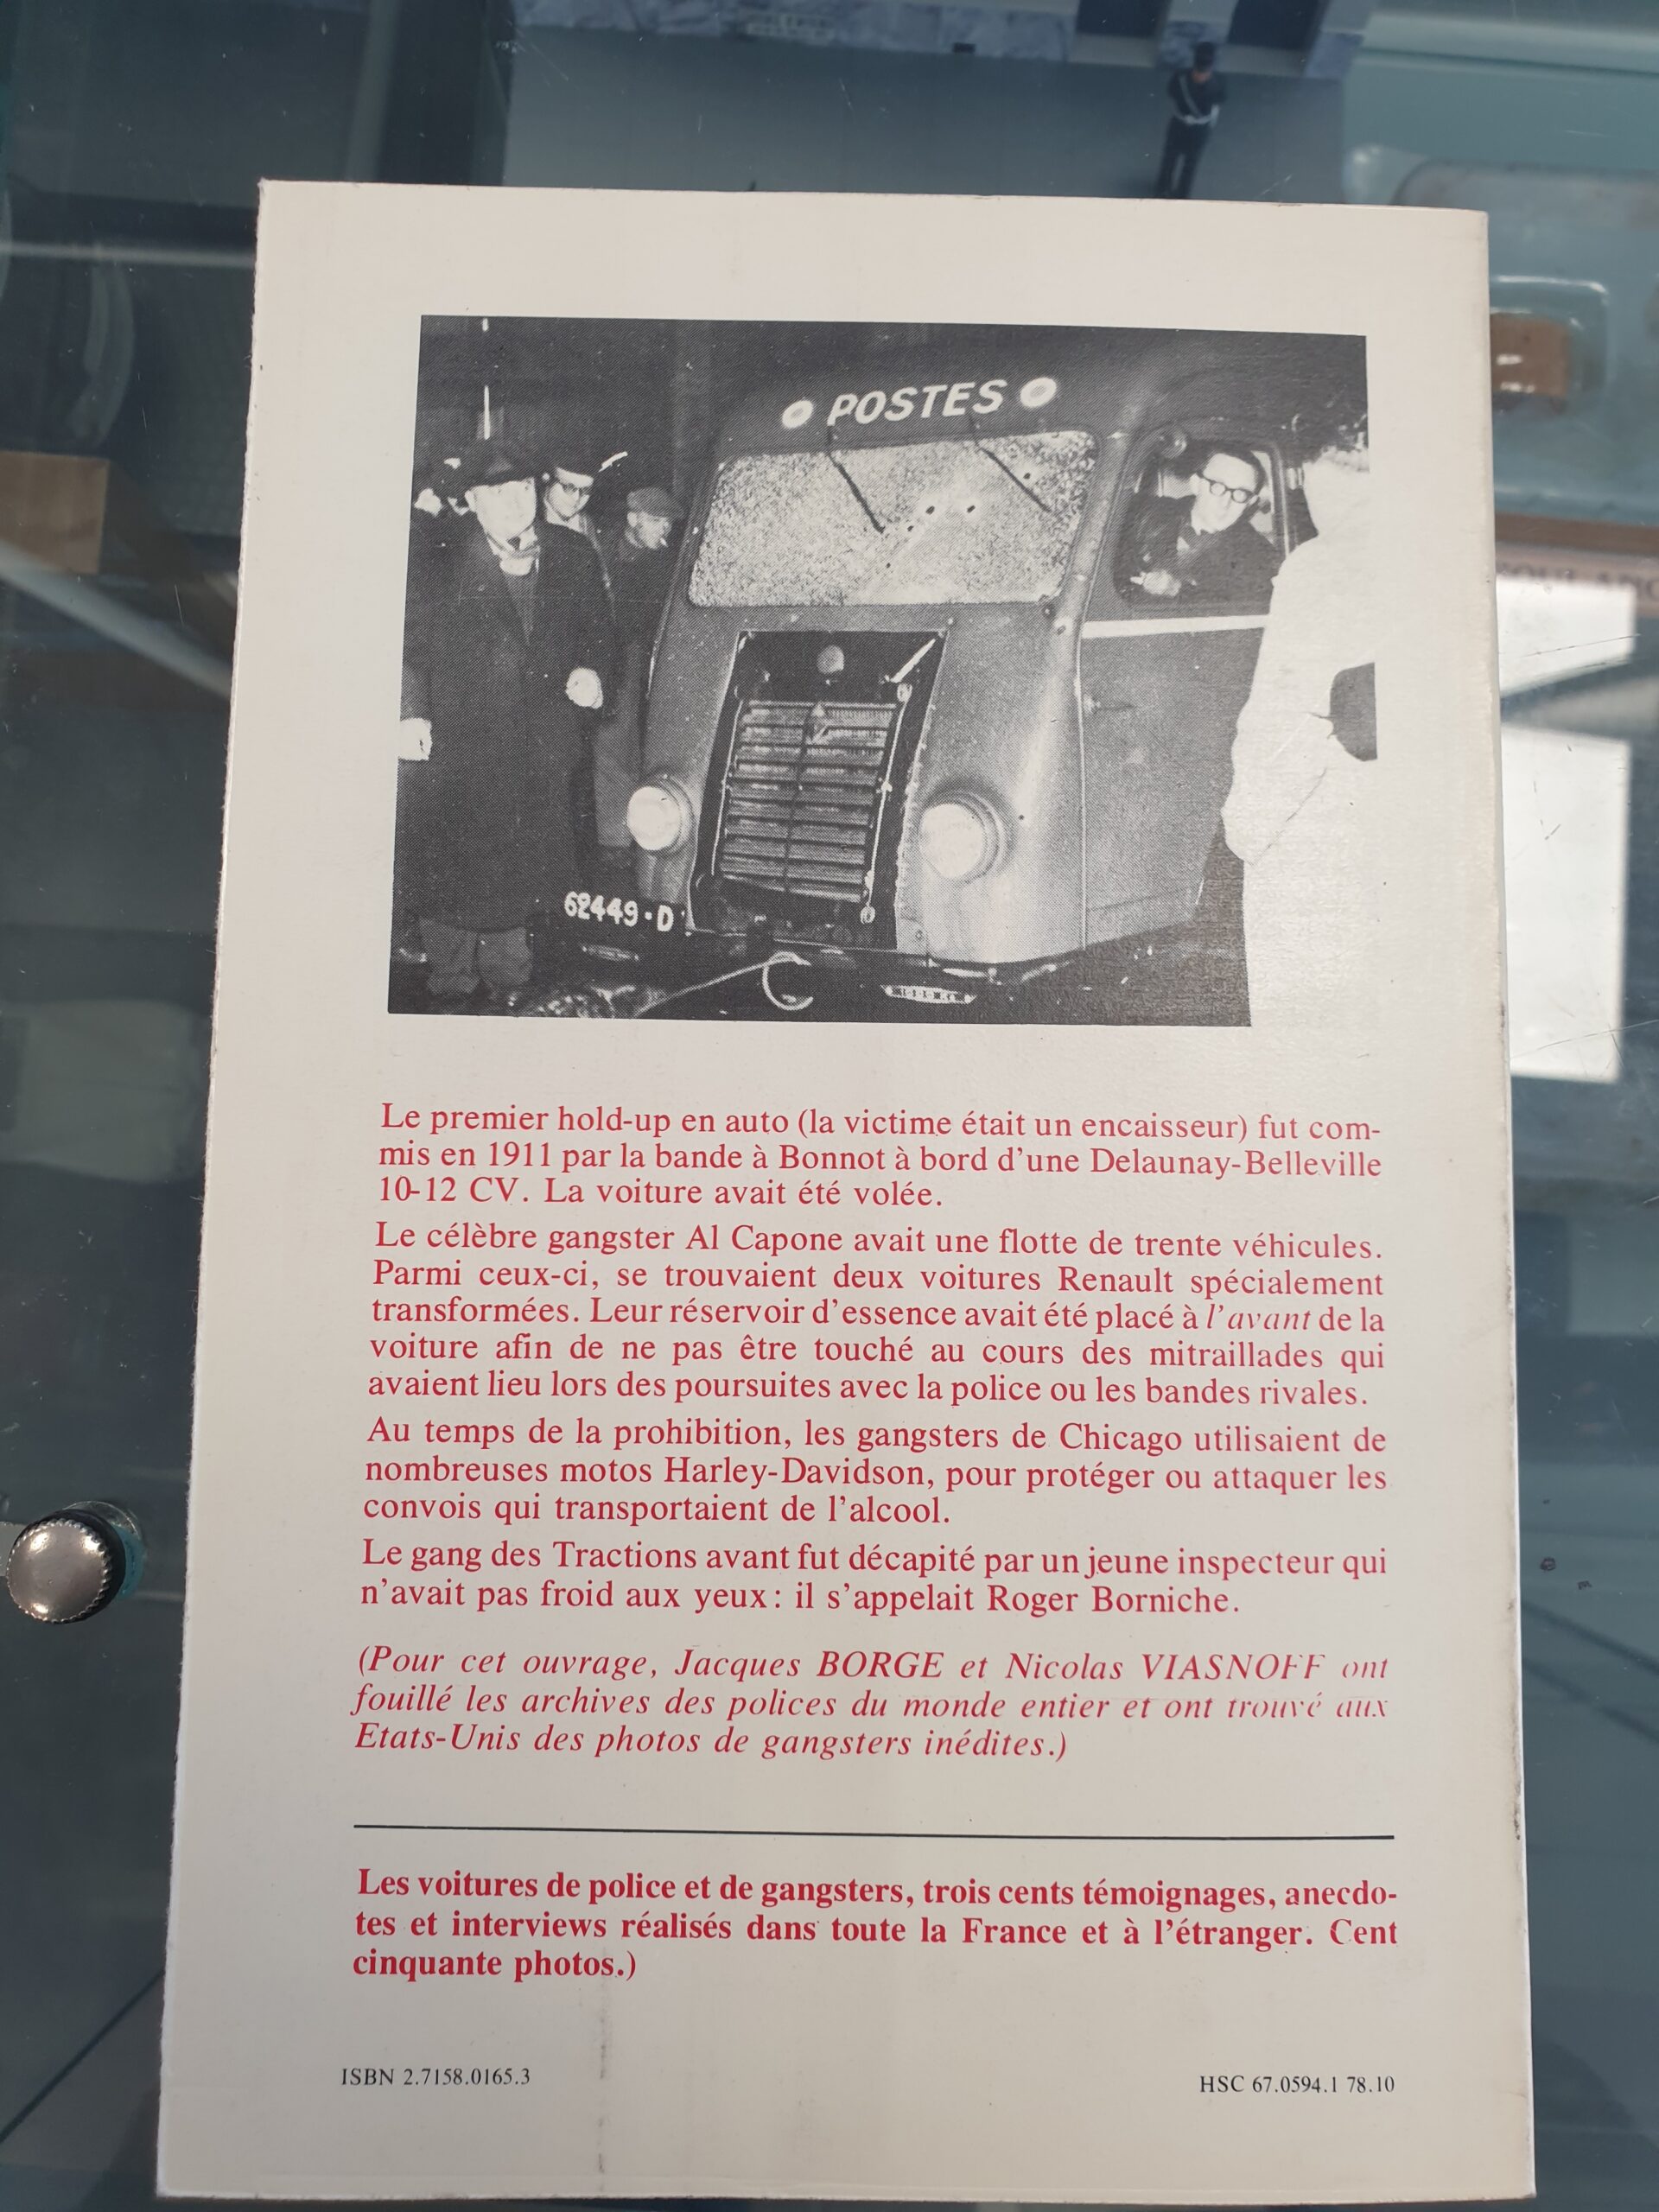 POSTES
62449·D
Le premier hold-up en auto (la victime était un encaisseur) fut com-
mis en 1911 par la bande à Bonnot à bord d'une Delaunay-Belleville
10-12 CV. La voiture avait été volée.
Le célèbre gangster Al Capone avait une flotte de trente véhicules.
Parmi ceux-ci, se trouvaient deux voitures Renault spécialement
transformées. Leur réservoir d'essence avait été placé à l'avant de la
voiture afin de ne pas être touché au cours des mitraillades qui
avaient lieu lors des poursuites avec la police ou les bandes rivales.
Au temps de la prohibition, les gangsters de Chicago utilisaient de
nombreuses motos Harley-Davidson, pour protéger ou attaquer les
convois qui transportaient de l'alcool.
Le gang des Tractions avant fut décapité par un jeune inspecteur qui
n'avait pas froid aux yeux : il s'appelait Roger Borniche.
(Pour cet ouvrage, Jacques BORGE et Nicolas VIASNOFF ont
fouillé les archives des polices du monde entier et ont trouvé aux
Etats-Unis des photos de gangsters inédites.)
Les voitures de police et de gangsters, trois cents témoignages, anecdo-
tes et interviews réalisés dans toute la France et à l'étranger. Cent
cinquante photos.)
ISBN 2.7158.0165.3
HSC 67.0594.1 78.10